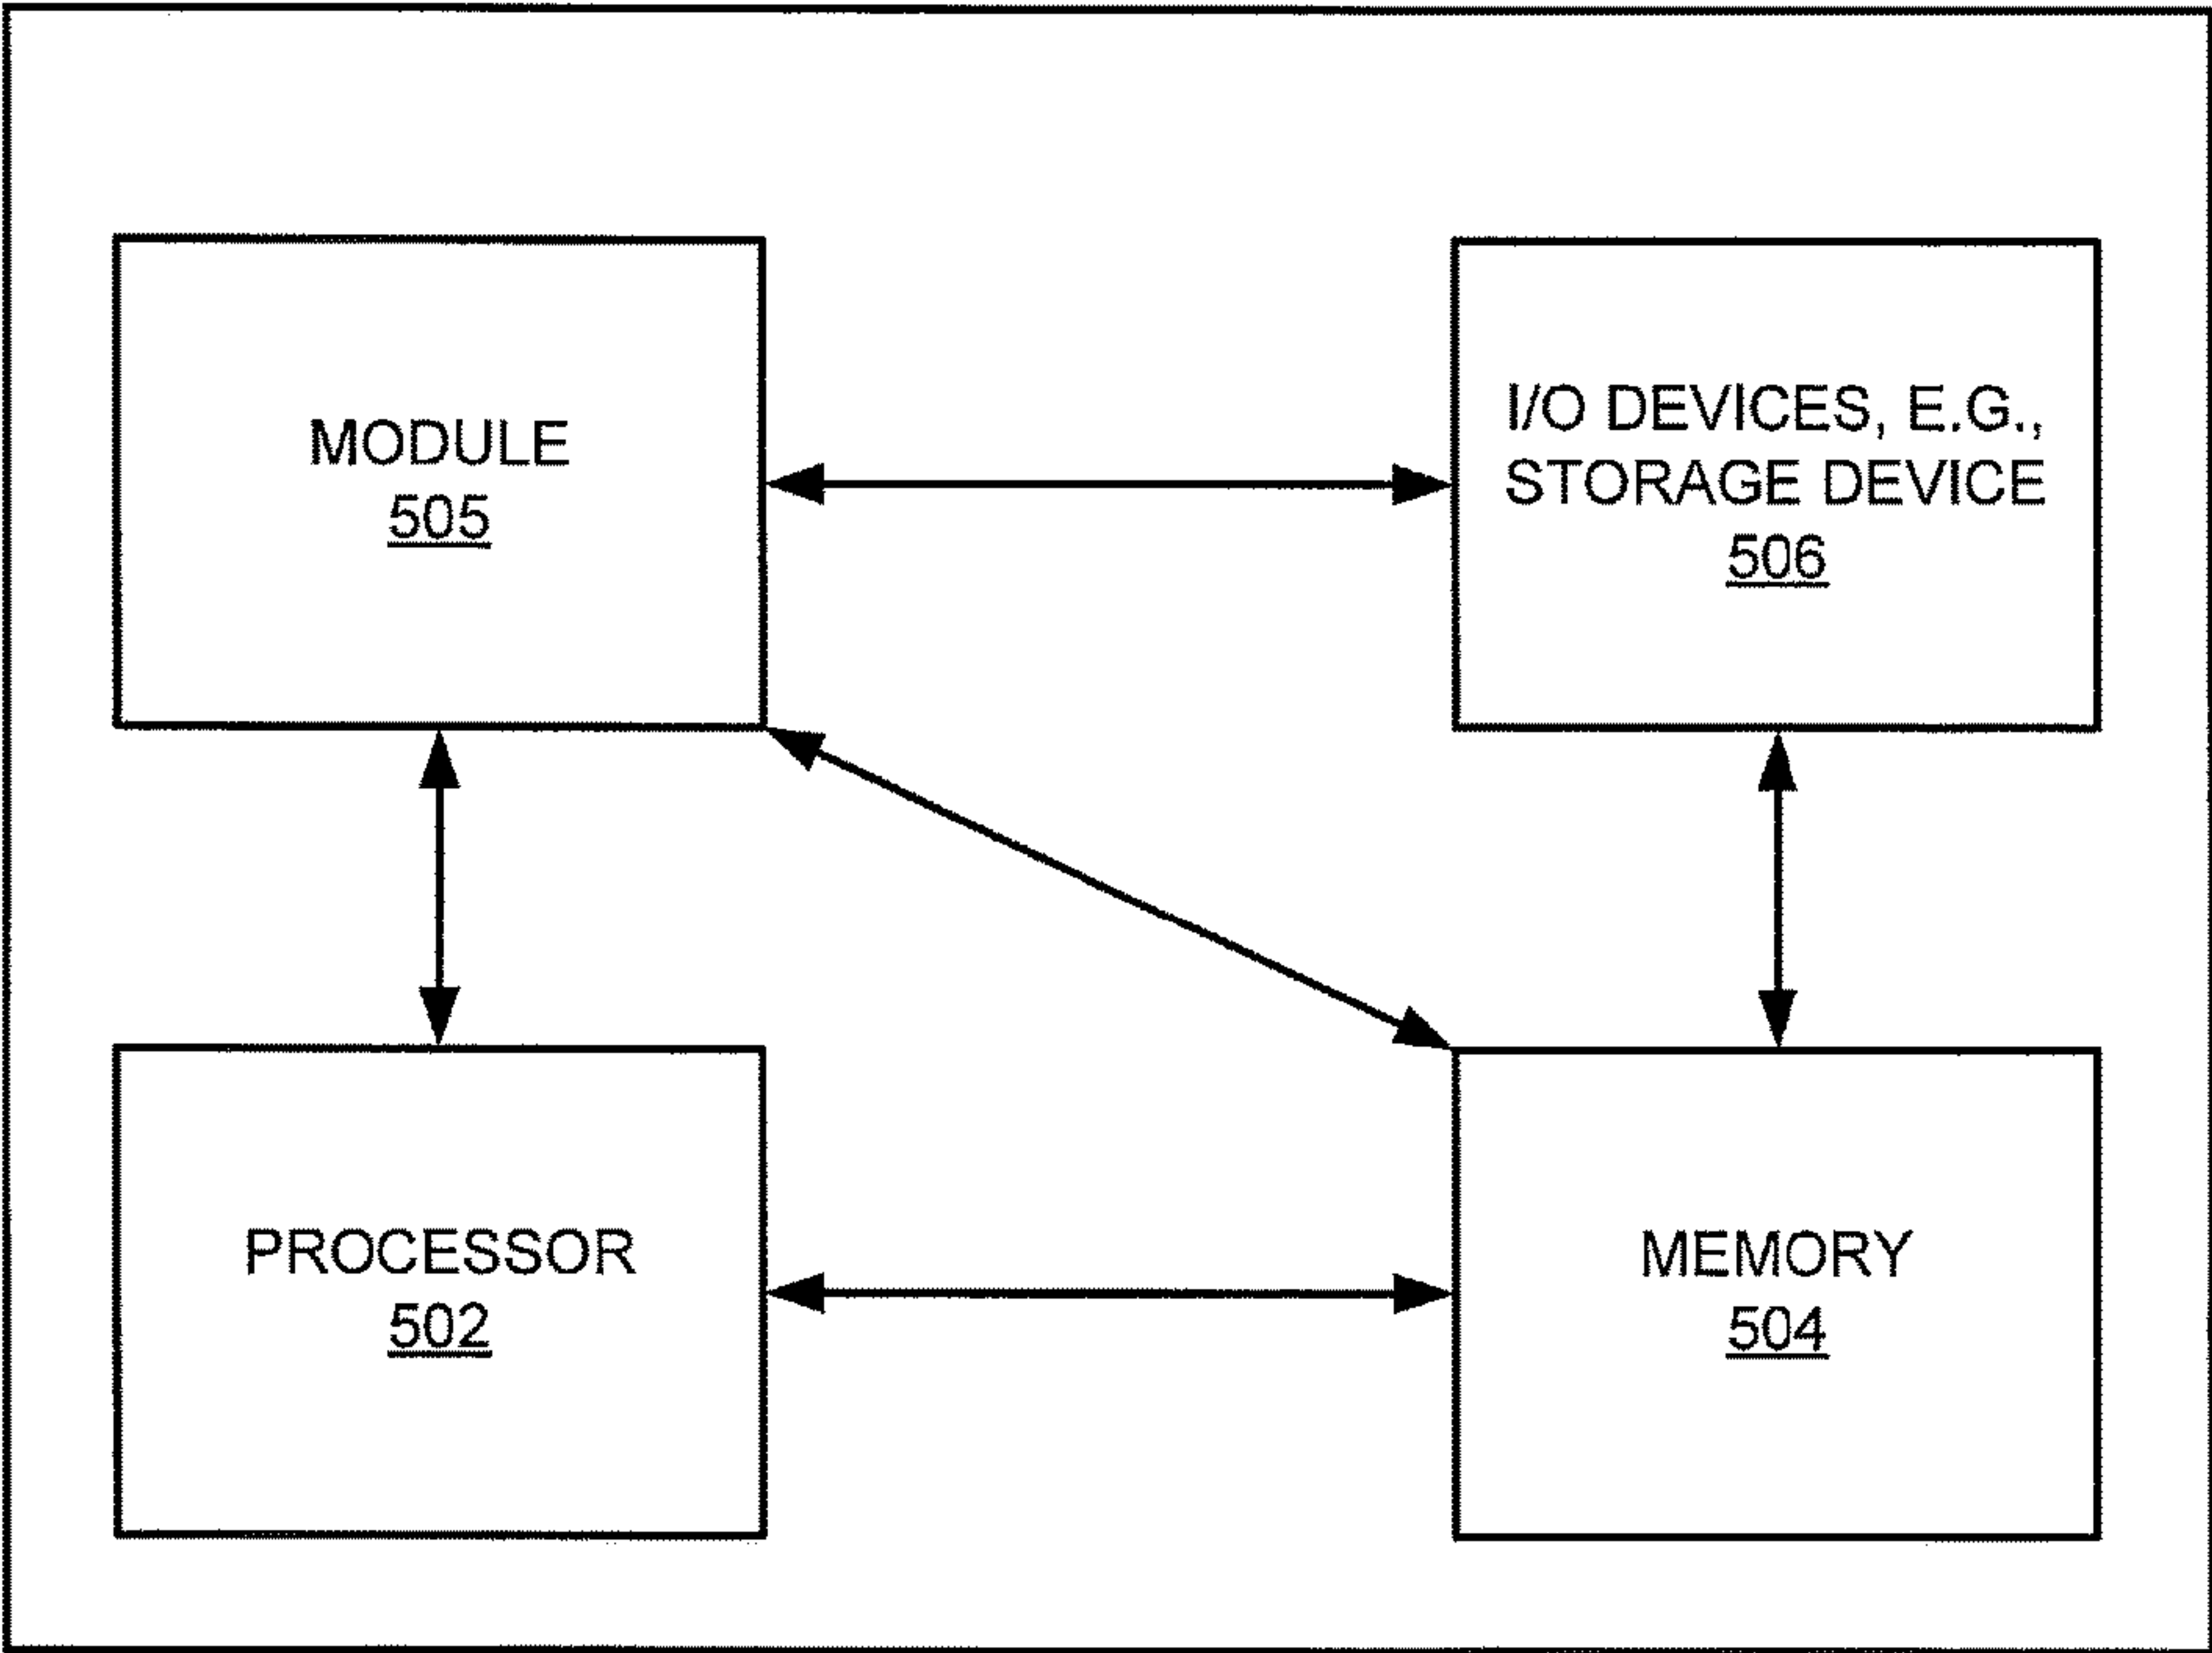 MODULE
505
I/O DEVICES, E.G.,
STORAGE DEVICE
506
PROCESSOR
502
MEMORY
504